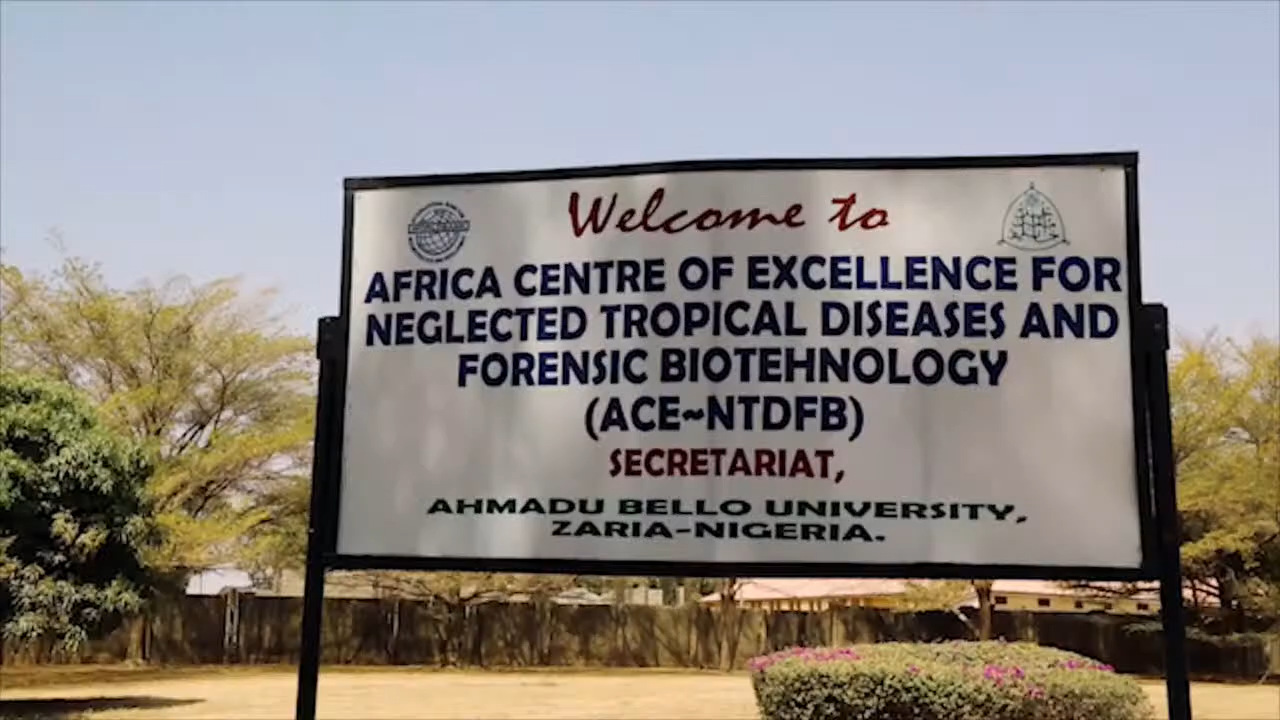 Welcome to
AFRICA CENTRE OF EXCELLENCE FOR
NEGLECTED TROPICAL DISEASES AND
FORENSIC BIOTEHNOLOGY
(ACE~NTDFB)
SECRETARIAT,
AHMADU BELLO UNIVERSITY,
ZARIA-NIGERIA.